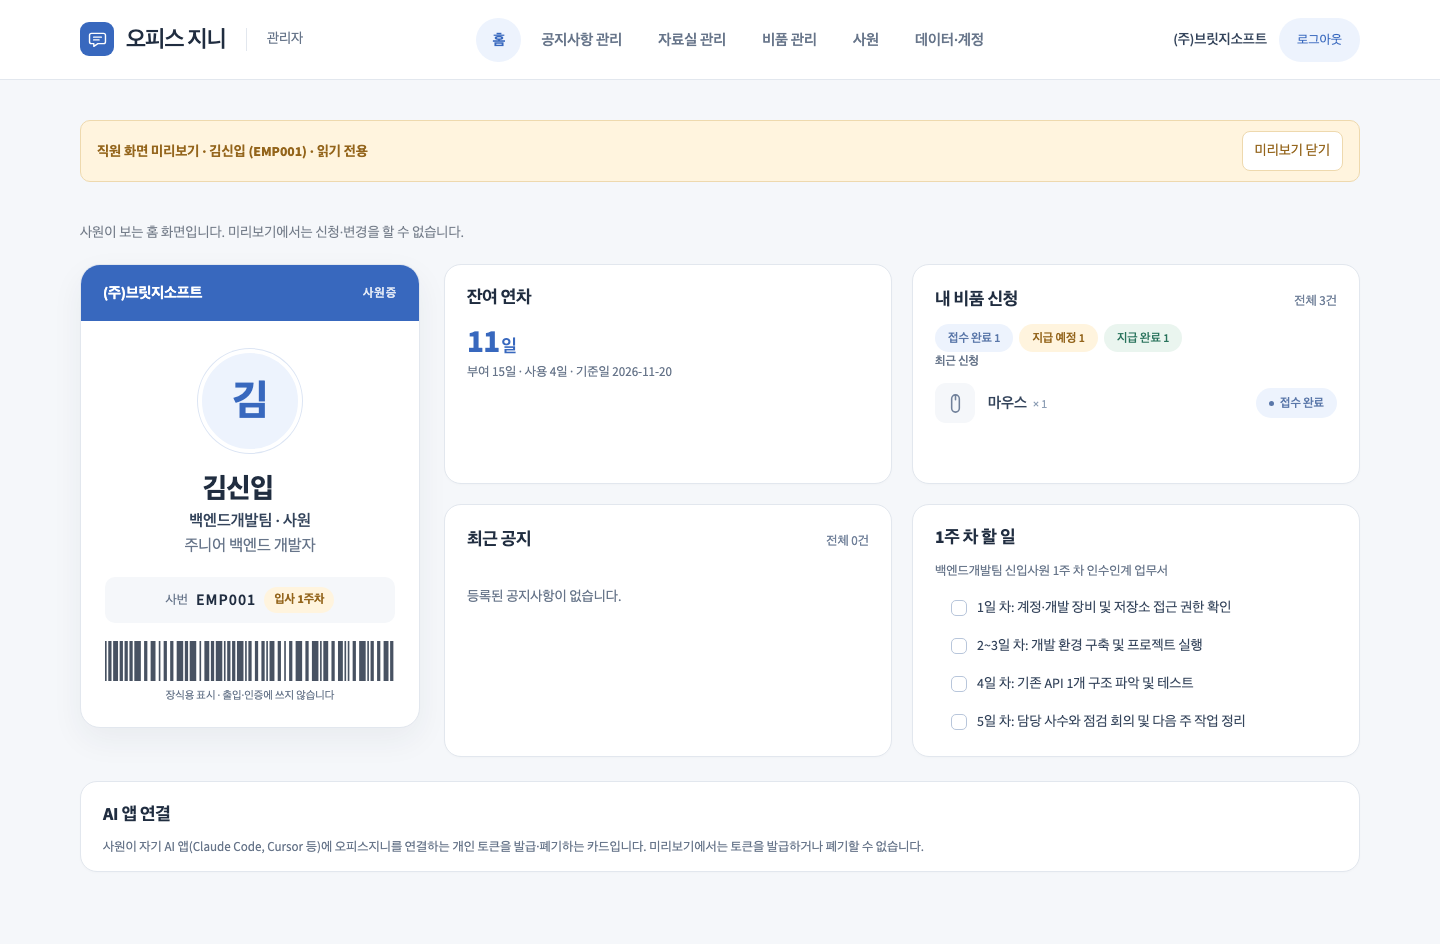 오피스 지니
관리자
홈
공지사항 관리
자료실 관리
비품 관리
사원
데이터·계정
(주)브릿지소프트
로그아웃
직원 화면 미리보기 · 김신입 (EMP001) · 읽기 전용
미리보기 닫기
사원이 보는 홈 화면입니다. 미리보기에서는 신청·변경을 할 수 없습니다.
(주)브릿지소프트
사원증
김
김신입
백엔드개발팀 · 사원
주니어 백엔드 개발자
사번 EMP001 입사 1주차
장식용 표시 · 출입·인증에 쓰지 않습니다
잔여 연차
11일
부여 15일 · 사용 4일 · 기준일 2026-11-20
내 비품 신청
전체 3건
접수 완료 1
지급 예정 1
지급 완료 1
최근 신청
마우스 × 1
접수 완료
최근 공지
전체 0건
등록된 공지사항이 없습니다.
1주 차 할 일
백엔드개발팀 신입사원 1주 차 인수인계 업무서
1일 차: 계정·개발 장비 및 저장소 접근 권한 확인
2~3일 차: 개발 환경 구축 및 프로젝트 실행
4일 차: 기존 API 1개 구조 파악 및 테스트
5일 차: 담당 사수와 점검 회의 및 다음 주 작업 정리
AI 앱 연결
사원이 자기 AI 앱(Claude Code, Cursor 등)에 오피스지니를 연결하는 개인 토큰을 발급·폐기하는 카드입니다. 미리보기에서는 토큰을 발급하거나 폐기할 수 없습니다.